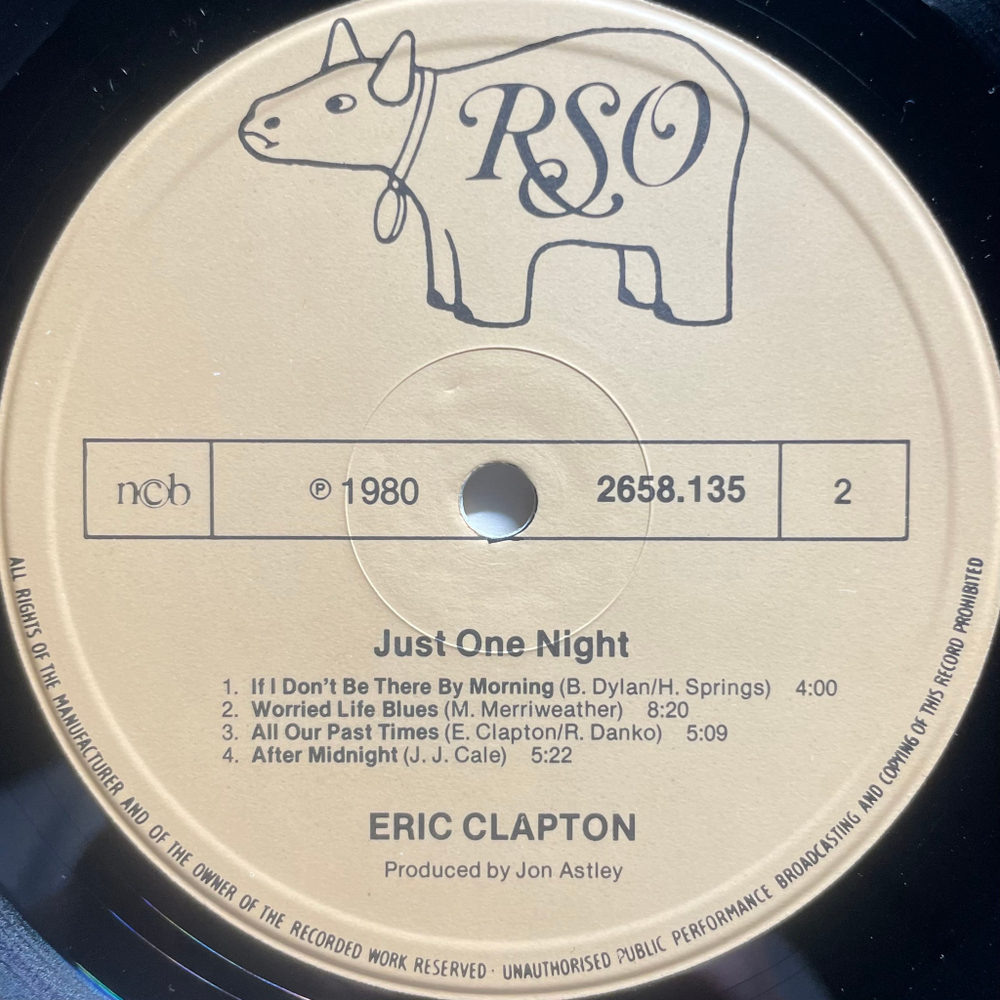 RSO
ncb
℗ 1980
2658.135
2
Just One Night
1. If I Don't Be There By Morning (B. Dylan/H. Springs) 4:00
2. Worried Life Blues (M. Merriweather) 8:20
3. All Our Past Times (E. Clapton/R. Danko) 5:09
4. After Midnight (J. J. Cale) 5:22
ERIC CLAPTON
Produced by Jon Astley
ALL RIGHTS OF THE MANUFACTURER AND OF THE OWNER OF THE RECORDED WORK RESERVED · UNAUTHORISED PUBLIC PERFORMANCE BROADCASTING AND COPYING OF THIS RECORD PROHIBITED